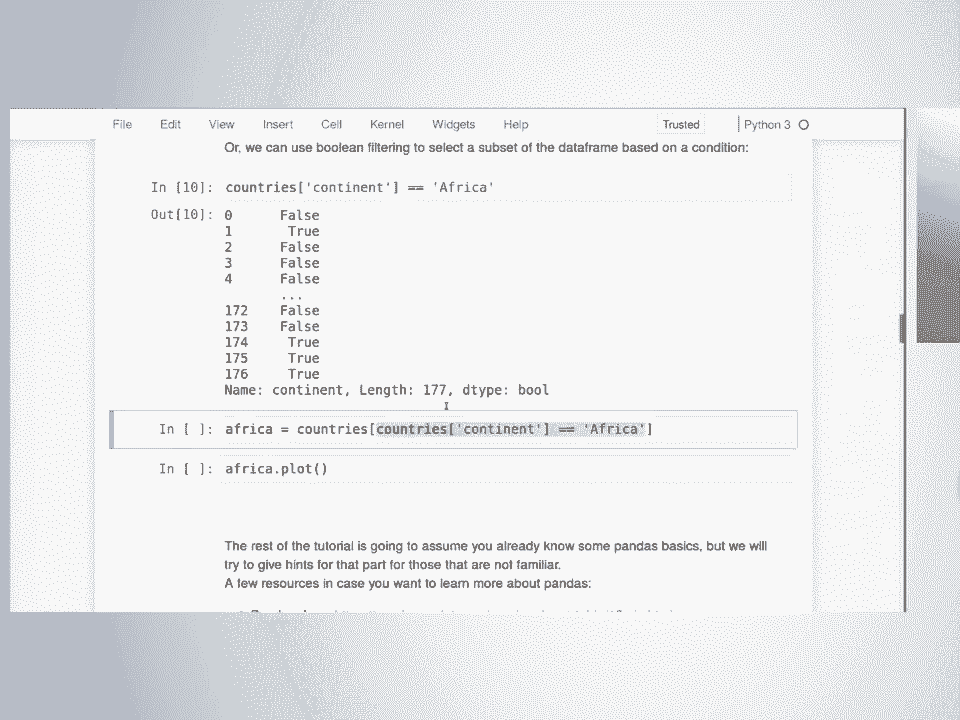 File Edit View Insert Cell Kernel Widgets Help Trusted Python 3
Or, we can use boolean filtering to select a subset of the dataframe based on a condition:
In [10]: countries['continent'] == 'Africa'
Out[10]: 0 False
1 True
2 False
3 False
4 False
...
172 False
173 False
174 True
175 True
176 True
Name: continent, Length: 177, dtype: bool
In [ ]: africa = countries[countries['continent'] == 'Africa']
In [ ]: africa.plot()
The rest of the tutorial is going to assume you already know some pandas basics, but we will
try to give hints for that part for those that are not familiar.
A few resources in case you want to learn more about pandas: